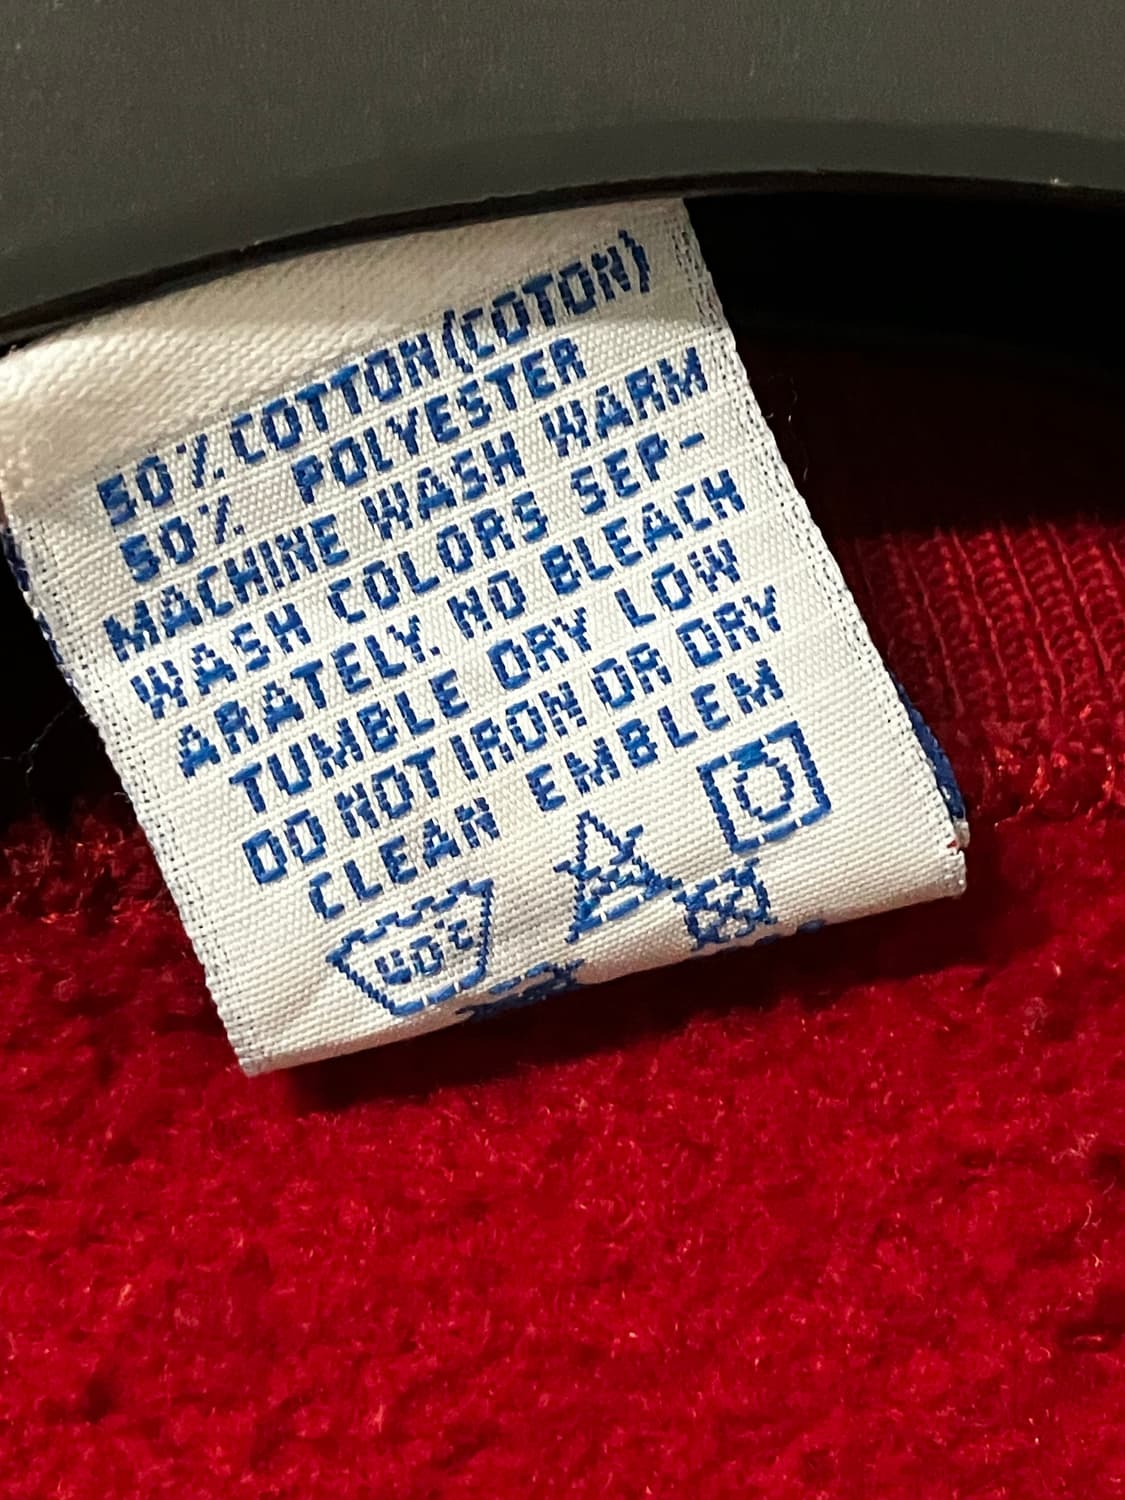 50% COTTON(COTON)
50% POLYESTER
MACHINE WASH WARM
WASH COLORS SEP-
ARATELY. NO BLEACH
TUMBLE DRY LOW
DO NOT IRON OR DRY
CLEAN EMBLEM
40°C